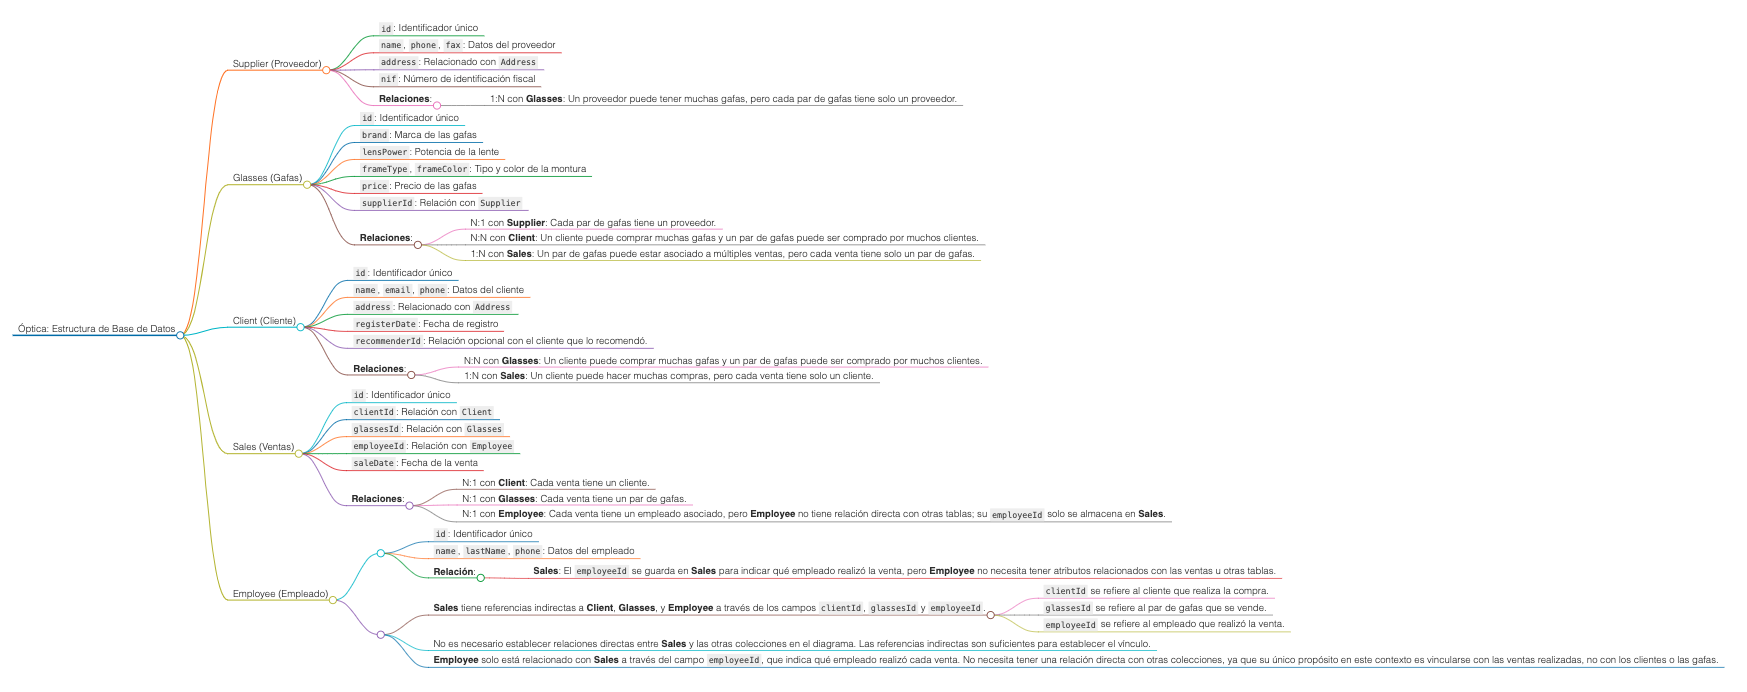 Óptica: Estructura de Base de Datos
Supplier (Proveedor)
id: Identificador único
name, phone, fax: Datos del proveedor
address: Relacionado con Address
nif: Número de identificación fiscal
Relaciones:
1:N con Glasses: Un proveedor puede tener muchas gafas, pero cada par de gafas tiene solo un proveedor.
Glasses (Gafas)
id: Identificador único
brand: Marca de las gafas
lensPower: Potencia de la lente
frameType, frameColor: Tipo y color de la montura
price: Precio de las gafas
supplierId: Relación con Supplier
Relaciones:
N:1 con Supplier: Cada par de gafas tiene un proveedor.
N:N con Client: Un cliente puede comprar muchas gafas y un par de gafas puede ser comprado por muchos clientes.
1:N con Sales: Un par de gafas puede estar asociado a múltiples ventas, pero cada venta tiene solo un par de gafas.
Client (Cliente)
id: Identificador único
name, email, phone: Datos del cliente
address: Relacionado con Address
registerDate: Fecha de registro
recommenderId: Relación opcional con el cliente que lo recomendó.
Relaciones:
N:N con Glasses: Un cliente puede comprar muchas gafas y un par de gafas puede ser comprado por muchos clientes.
1:N con Sales: Un cliente puede hacer muchas compras, pero cada venta tiene solo un cliente.
Sales (Ventas)
id: Identificador único
clientId: Relación con Client
glassesId: Relación con Glasses
employeeId: Relación con Employee
saleDate: Fecha de la venta
Relaciones:
N:1 con Client: Cada venta tiene un cliente.
N:1 con Glasses: Cada venta tiene un par de gafas.
N:1 con Employee: Cada venta tiene un empleado asociado, pero Employee no tiene relación directa con otras tablas; su employeeId solo se almacena en Sales.
Employee (Empleado)
id: Identificador único
name, lastName, phone: Datos del empleado
Relación:
Sales: El employeeId se guarda en Sales para indicar qué empleado realizó la venta, pero Employee no necesita tener atributos relacionados con las ventas u otras tablas.
Sales tiene referencias indirectas a Client, Glasses, y Employee a través de los campos clientId, glassesId y employeeId.
clientId se refiere al cliente que realiza la compra.
glassesId se refiere al par de gafas que se vende.
employeeId se refiere al empleado que realizó la venta.
No es necesario establecer relaciones directas entre Sales y las otras colecciones en el diagrama. Las referencias indirectas son suficientes para establecer el vínculo.
Employee solo está relacionado con Sales a través del campo employeeId, que indica qué empleado realizó cada venta. No necesita tener una relación directa con otras colecciones, ya que su único propósito en este contexto es vincularse con las ventas realizadas, no con los clientes o las gafas.